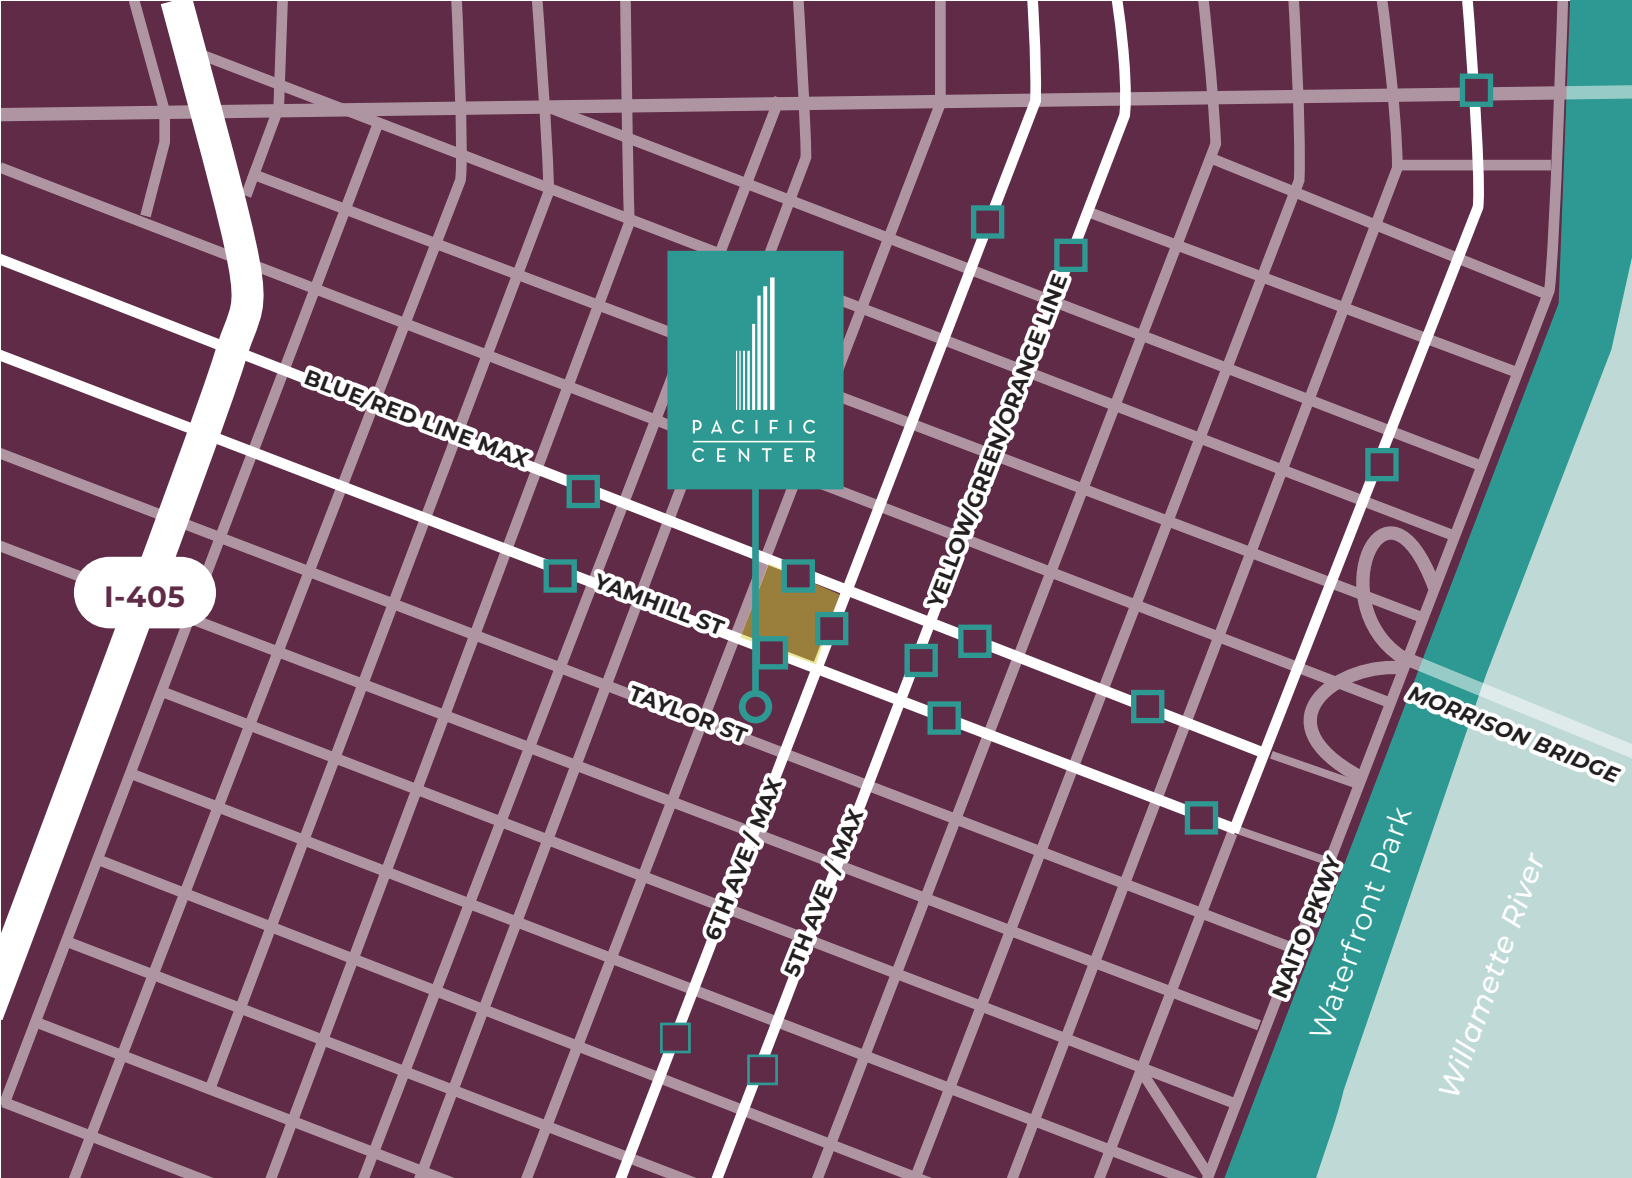 YELLOW/GREEN/ORANGE LINE
BLUE/RED LINE MAX
PACIFIC
CENTER
I-405
YAMHILL ST
TAYLOR ST
MORRISON BRIDGE
6TH AVE / MAX
5TH AVE / MAX
NAITO PKWY
Waterfront Park
Willamette River